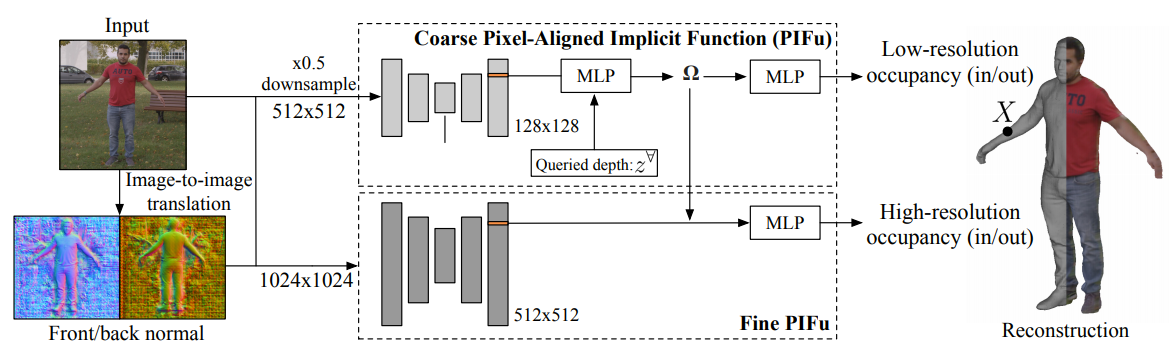 Input
Image-to-image
translation
Front/back normal
x0.5
downsample
512x512
1024x1024
Coarse Pixel-Aligned Implicit Function (PIFu)
128x128
MLP
Ω
MLP
Queried depth: z∀
512x512
MLP
Fine PIFu
Low-resolution
occupancy (in/out)
High-resolution
occupancy (in/out)
X
TO
Reconstruction